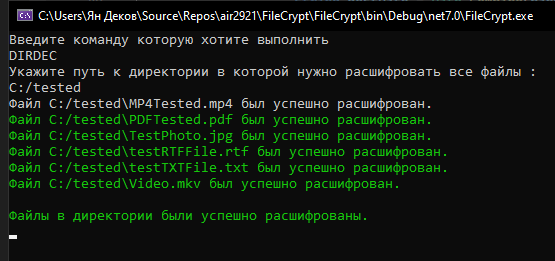 C:\Users\Ян Деков\Source\Repos\air2921\FileCrypt\FileCrypt\bin\Debug\net7.0\FileCrypt.exe
Введите команду которую хотите выполнить
DIRDEC
Укажите путь к директории в которой нужно расшифровать все файлы :
C:/tested
Файл C:/tested\MP4Tested.mp4 был успешно расшифрован.
Файл C:/tested\PDFTested.pdf был успешно расшифрован.
Файл C:/tested\TestPhoto.jpg был успешно расшифрован.
Файл C:/tested\testRTFFile.rtf был успешно расшифрован.
Файл C:/tested\testTXTFile.txt был успешно расшифрован.
Файл C:/tested\Video.mkv был успешно расшифрован.
Файлы в директории были успешно расшифрованы.